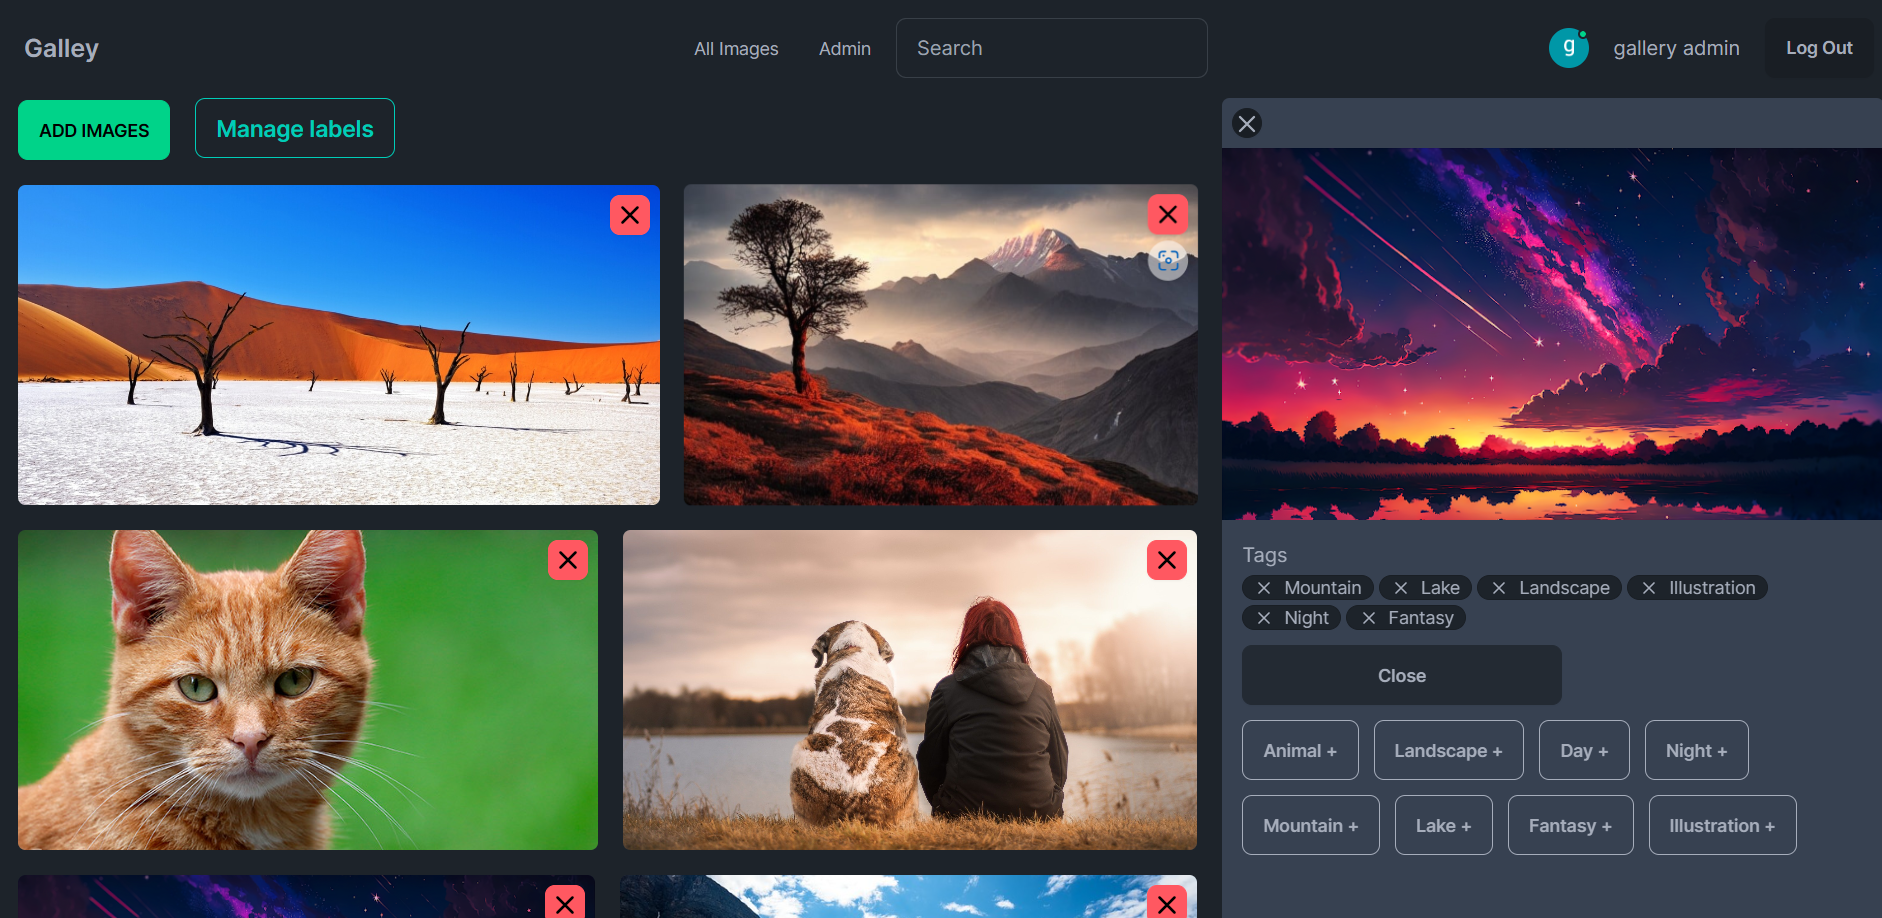 Galley
All Images
Admin
Search
g
gallery admin
Log Out
ADD IMAGES
Manage labels
Tags
Mountain
Lake
Landscape
Illustration
Night
Fantasy
Close
Animal +
Landscape +
Day +
Night +
Mountain +
Lake +
Fantasy +
Illustration +